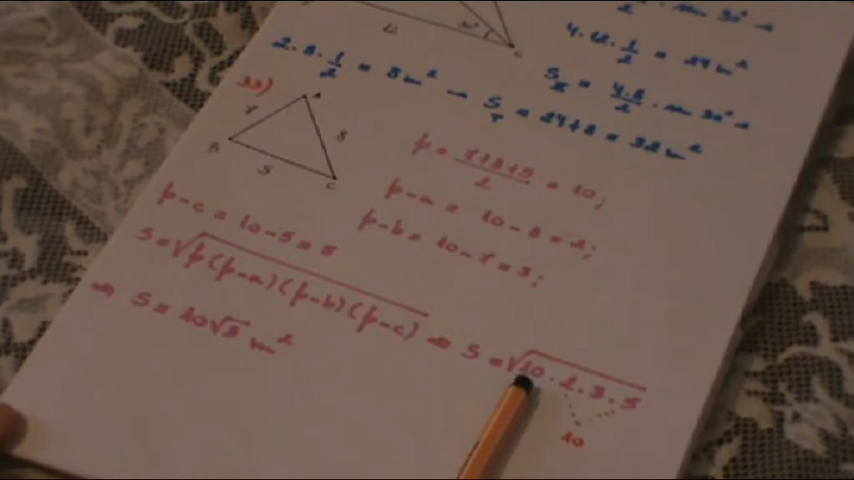 4.12.1/2 = 24 m²
2.8.1/2 = 8 m² → S_T = 24+8 = 32 m²
S = 4.8/2 . sen 30° =
33)
A
7
8
B
5
C
p = 7+8+5/2 = 10;
p-a = 10-8 = 2;
p-b = 10-7 = 3;
p-c = 10-5 = 5
S = √p(p-a)(p-b)(p-c) → S = √10.2.3.5
10
→ S = 10√3 m²